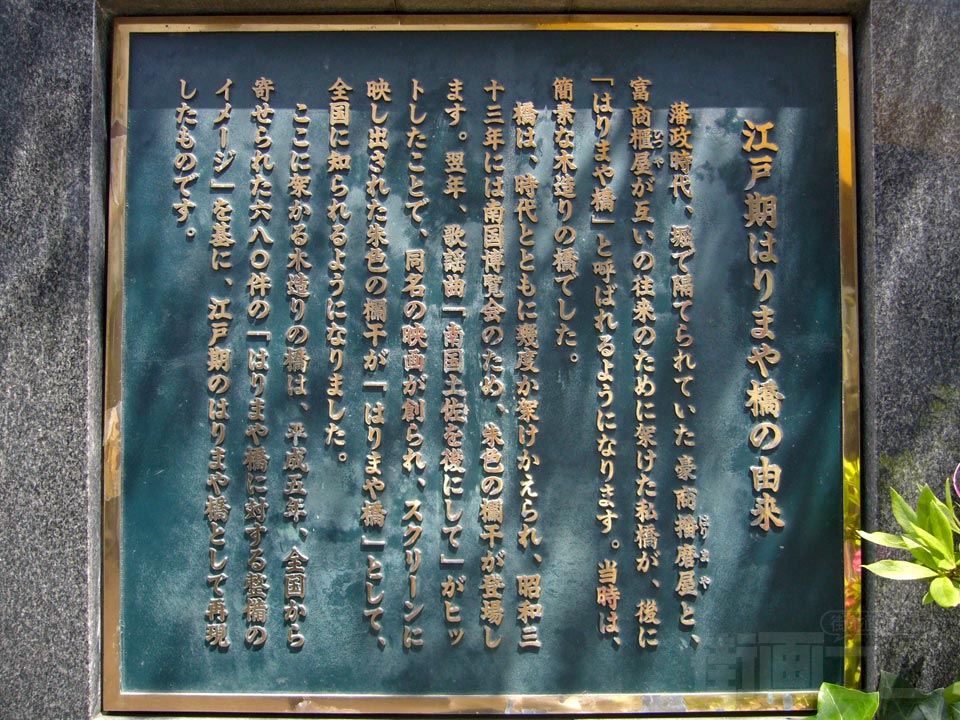 江戸期はりまや橋の由来
藩政時代、堀で隔てられていた豪商播磨屋と、
はりまや
富商櫃屋が互いの往来のために架けた私橋が、後に
ひつや
「はりまや橋」と呼ばれるようになります。当時は、
簡素な木造りの橋でした。
橋は、時代とともに幾度か架けかえられ、昭和三
十三年には南国博覧会のため、朱色の欄干が登場し
ます。翌年、歌謡曲「南国土佐を後にして」がヒッ
トしたことで、同名の映画が創られ、スクリーンに
映し出された朱色の欄干が「はりまや橋」として、
全国に知られるようになりました。
ここに架かる木造りの橋は、平成五年、全国から
寄せられた六八〇件の「はりまや橋に対する整備の
イメージ」を基に、江戸期のはりまや橋として再現
したものです。